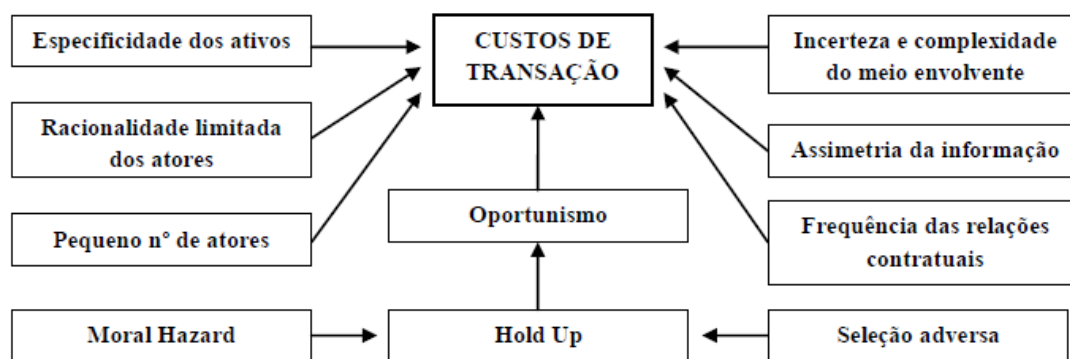 Especificidade dos ativos
CUSTOS DE
TRANSAÇÃO
Incerteza e complexidade
do meio envolvente
Racionalidade limitada
dos atores
Assimetria da informação
Oportunismo
Pequeno nº de atores
Frequência das relações
contratuais
Moral Hazard
Hold Up
Seleção adversa